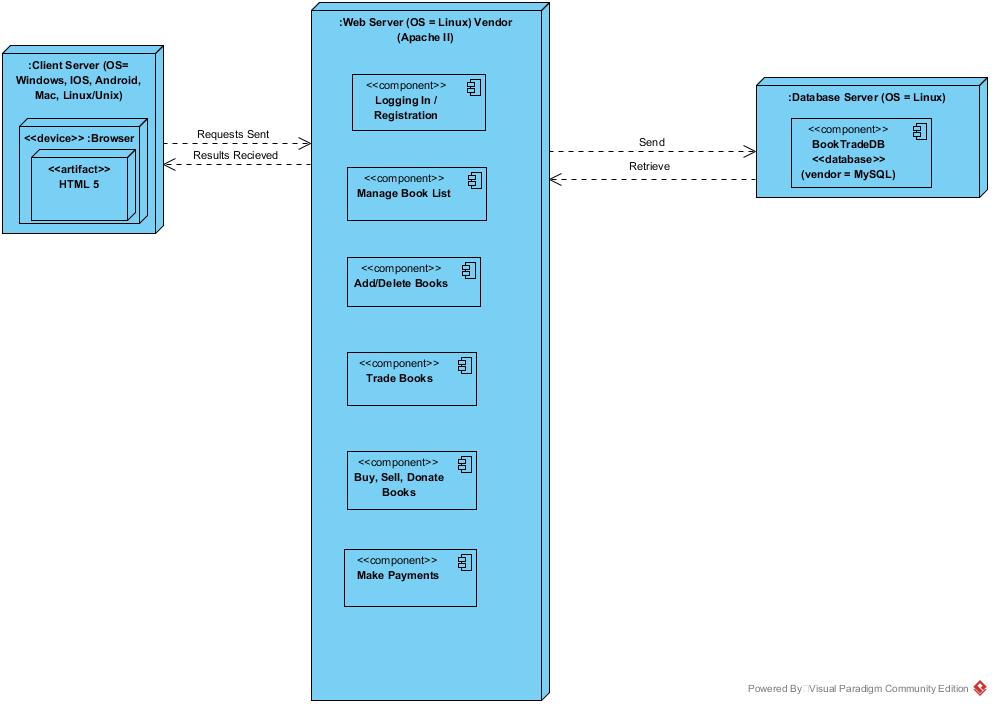 :Client Server (OS=
Windows, IOS, Android,
Mac, Linux/Unix)
<<device>> :Browser
<<artifact>>
HTML 5
Requests Sent
Results Recieved
:Web Server (OS = Linux) Vendor
(Apache II)
<<component>>
Logging In /
Registration
<<component>>
Manage Book List
<<component>>
Add/Delete Books
<<component>>
Trade Books
<<component>>
Buy, Sell, Donate
Books
<<component>>
Make Payments
Send
Retrieve
:Database Server (OS = Linux)
<<component>>
BookTradeDB
<<database>>
(vendor = MySQL)
Powered By Visual Paradigm Community Edition